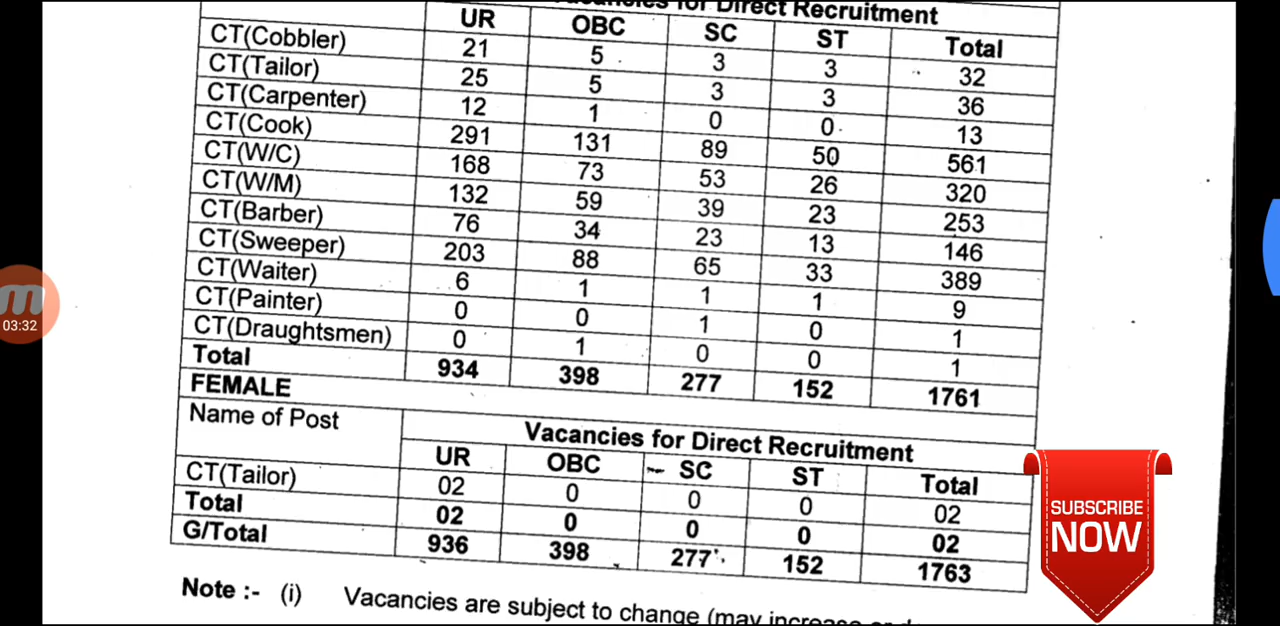 Vacancies for Direct Recruitment
UR OBC SC ST Total
CT(Cobbler) 21 5 3 3 32
CT(Tailor) 25 5 3 3 36
CT(Carpenter) 12 1 0 0 13
CT(Cook) 291 131 89 50 561
CT(W/C) 168 73 53 26 320
CT(W/M) 132 59 39 23 253
CT(Barber) 76 34 23 13 146
CT(Sweeper) 203 88 65 33 389
CT(Waiter) 6 1 1 1 9
CT(Painter) 0 0 1 0 1
CT(Draughtsmen) 0 1 0 0 1
Total 934 398 277 152 1761
FEMALE
Name of Post Vacancies for Direct Recruitment
UR OBC SC ST Total
CT(Tailor) 02 0 0 0 02
Total 02 0 0 0 02
G/Total 936 398 277 152 1763
Note :- (i) Vacancies are subject to change (may increase or
03:32
SUBSCRIBE
NOW